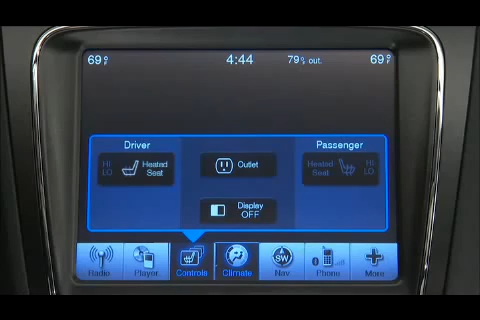 69°F 4:44 79°F out. 69°F
Driver Passenger
HI Heated Seat LO
Outlet
Heated Seat HI LO
Display OFF
SW
Radio Player Controls Climate Nav Phone More